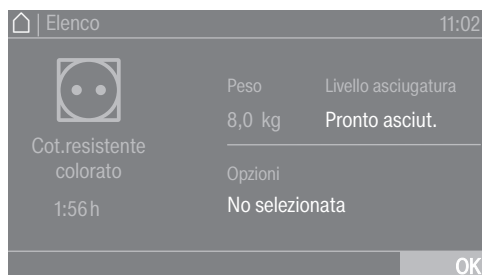 | Elenco
11:02
Peso
Livello asciugatura
8,0 kg
Pronto asciut.
Cot.resistente
colorato
1:56 h
Opzioni
No selezionata
OK